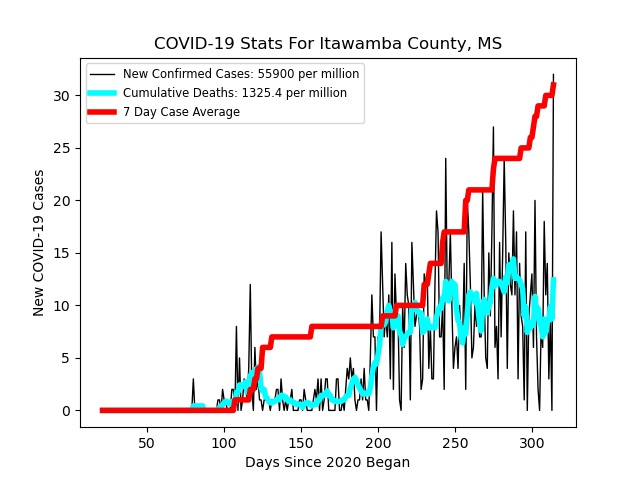 COVID-19 Stats For Itawamba County, MS
New Confirmed Cases: 55900 per million
Cumulative Deaths: 1325.4 per million
7 Day Case Average
New COVID-19 Cases
30
25
20
15
10
5
0
50 100 150 200 250 300
Days Since 2020 Began